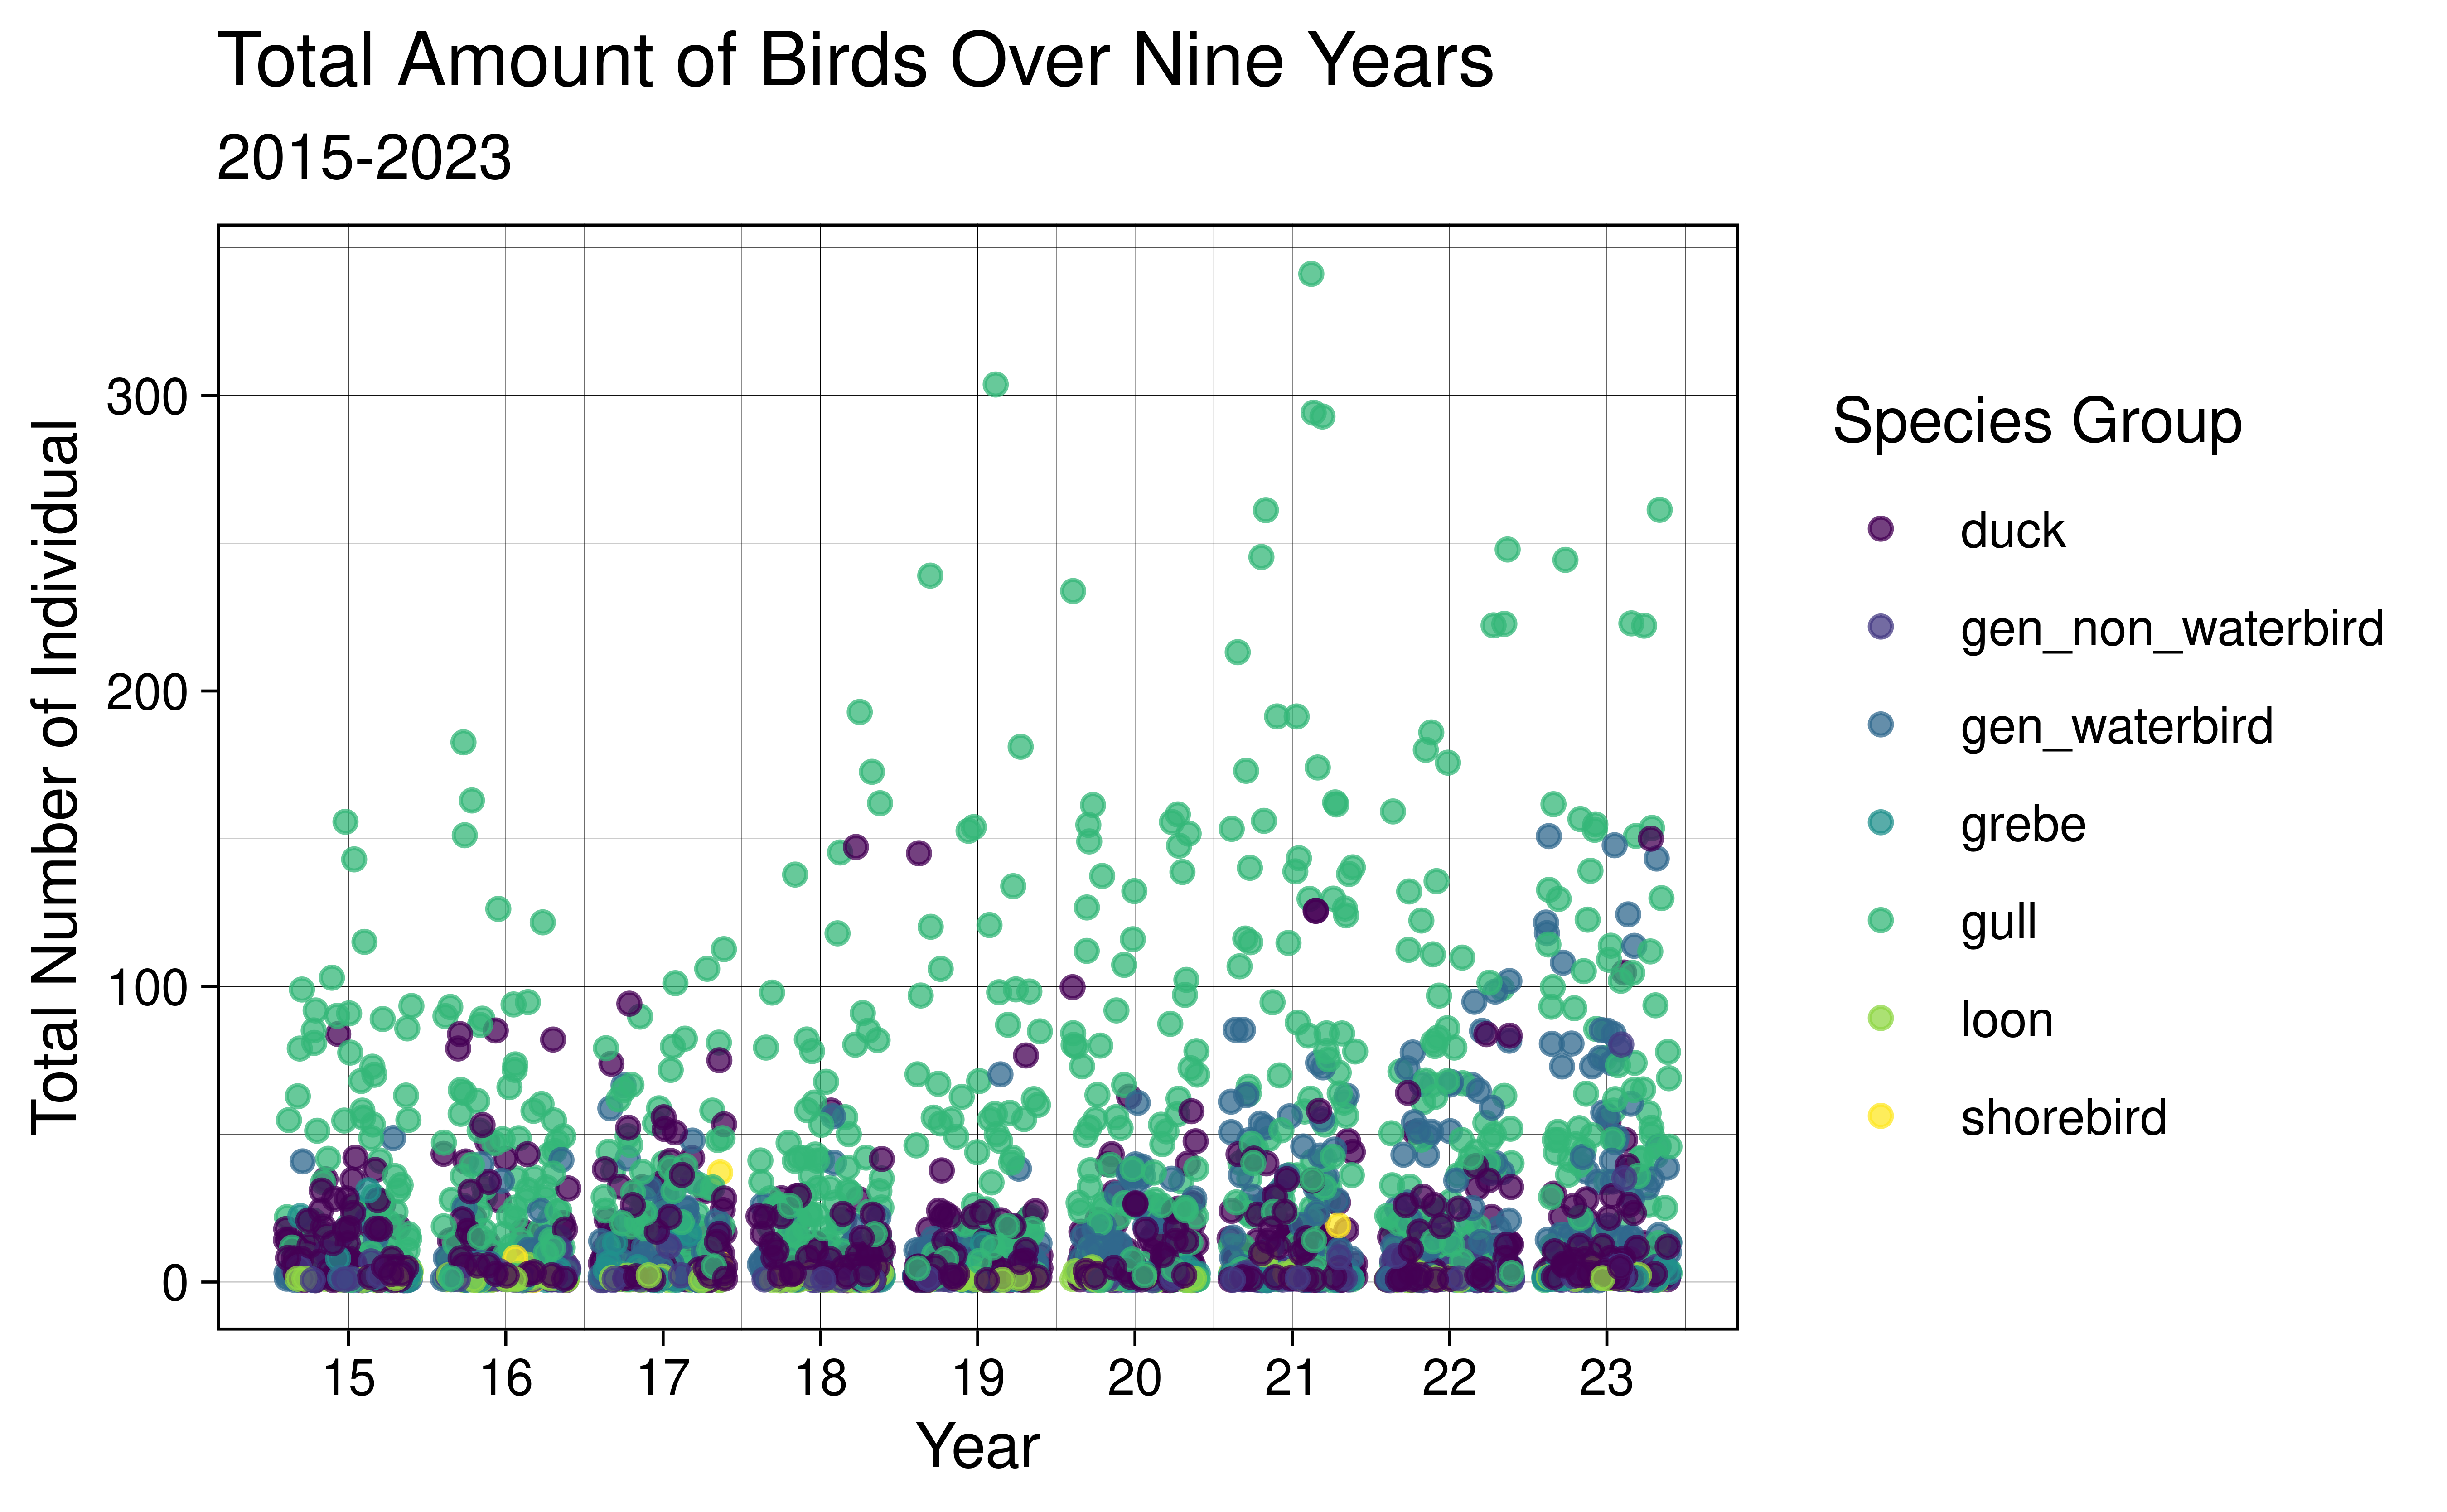 Total Amount of Birds Over Nine Years
2015-2023
Total Number of Individual
300
200
100
0
15 16 17 18 19 20 21 22 23
Year
Species Group
duck
gen_non_waterbird
gen_waterbird
grebe
gull
loon
shorebird